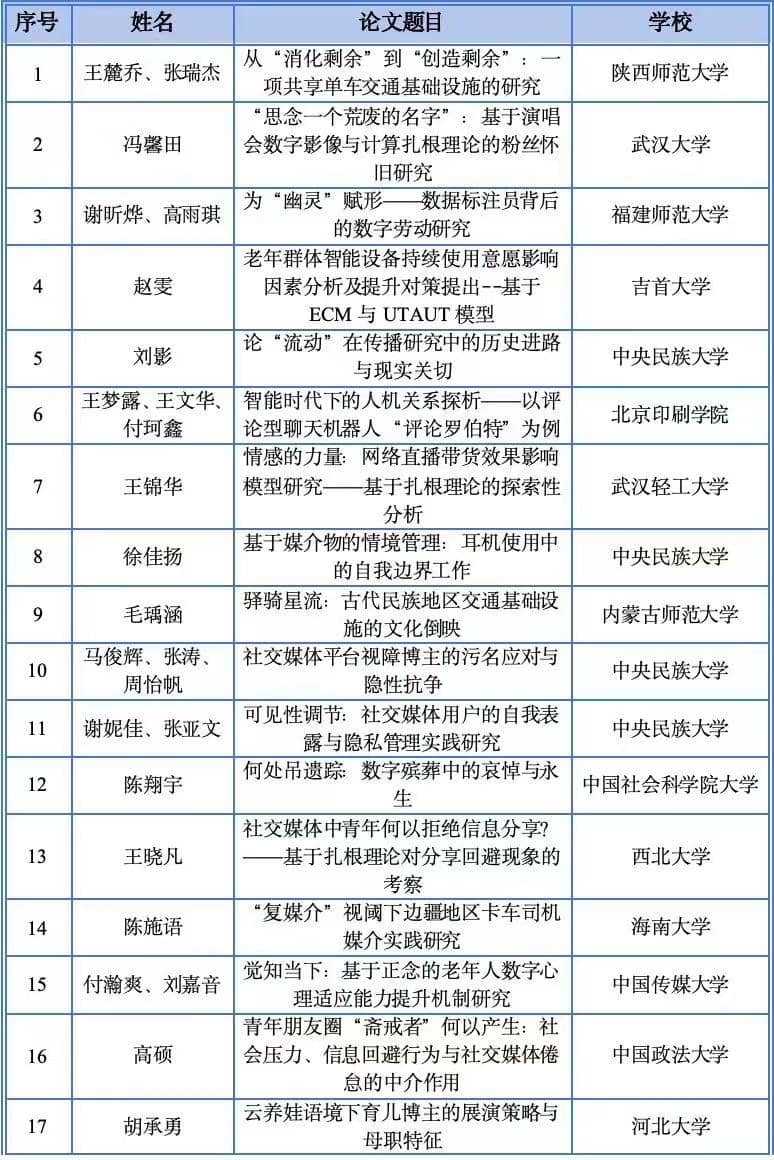 序号 姓名 论文题目 学校
1 王麓乔、张瑞杰 从“消化剩余”到“创造剩余”：一
项共享单车交通基础设施的研究 陕西师范大学
2 冯馨田 “思念一个荒废的名字”：基于演唱
会数字影像与计算扎根理论的粉丝怀
旧研究 武汉大学
3 谢昕烨、高雨琪 为“幽灵”赋形——数据标注员背后
的数字劳动研究 福建师范大学
4 赵雯 老年群体智能设备持续使用意愿影响
因素分析及提升对策提出--基于
ECM 与 UTAUT 模型 吉首大学
5 刘影 论“流动”在传播研究中的历史进路
与现实关切 中央民族大学
6 王梦露、王文华、
付珂鑫 智能时代下的人机关系探析——以评
论型聊天机器人“评论罗伯特”为例 北京印刷学院
7 王锦华 情感的力量：网络直播带货效果影响
模型研究——基于扎根理论的探索性
分析 武汉轻工大学
8 徐佳扬 基于媒介物的情境管理：耳机使用中
的自我边界工作 中央民族大学
9 毛瑀涵 驿骑星流：古代民族地区交通基础设
施的文化倒映 内蒙古师范大学
10 马俊辉、张涛、
周怡帆 社交媒体平台视障博主的污名应对与
隐性抗争 中央民族大学
11 谢妮佳、张亚文 可见性调节：社交媒体用户的自我表
露与隐私管理实践研究 中央民族大学
12 陈翔宇 何处吊遗踪：数字殡葬中的哀悼与永
生 中国社会科学院大学
13 王晓凡 社交媒体中青年何以拒绝信息分享？
——基于扎根理论对分享回避现象的
考察 西北大学
14 陈施语 “复媒介”视阈下边疆地区卡车司机
媒介实践研究 海南大学
15 付瀚爽、刘嘉音 觉知当下：基于正念的老年人数字心
理适应能力提升机制研究 中国传媒大学
16 高硕 青年朋友圈“斋戒者”何以产生：社
会压力、信息回避行为与社交媒体倦
怠的中介作用 中国政法大学
17 胡承勇 云养娃语境下育儿博主的展演策略与
母职特征 河北大学